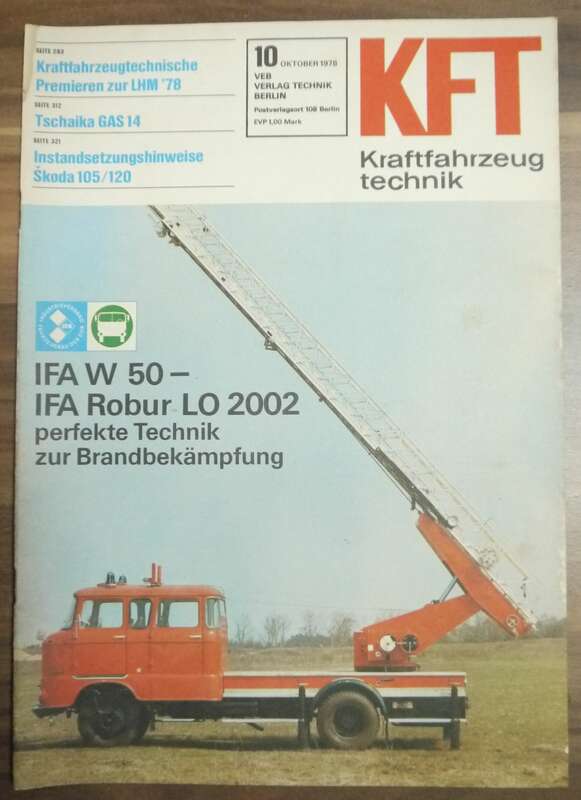 SEITE 293
Kraftfahrzeugtechnische
Premieren zur LHM '78
SEITE 312
Tschaika GAS 14
SEITE 321
Instandsetzungshinweise
Škoda 105/120
10 OKTOBER 1978
VEB
VERLAG TECHNIK
BERLIN
Postverlagsort 108 Berlin
EVP 1,00 Mark
KFT
Kraftfahrzeug
technik
IFA W 50 –
IFA Robur LO 2002
perfekte Technik
zur Brandbekämpfung